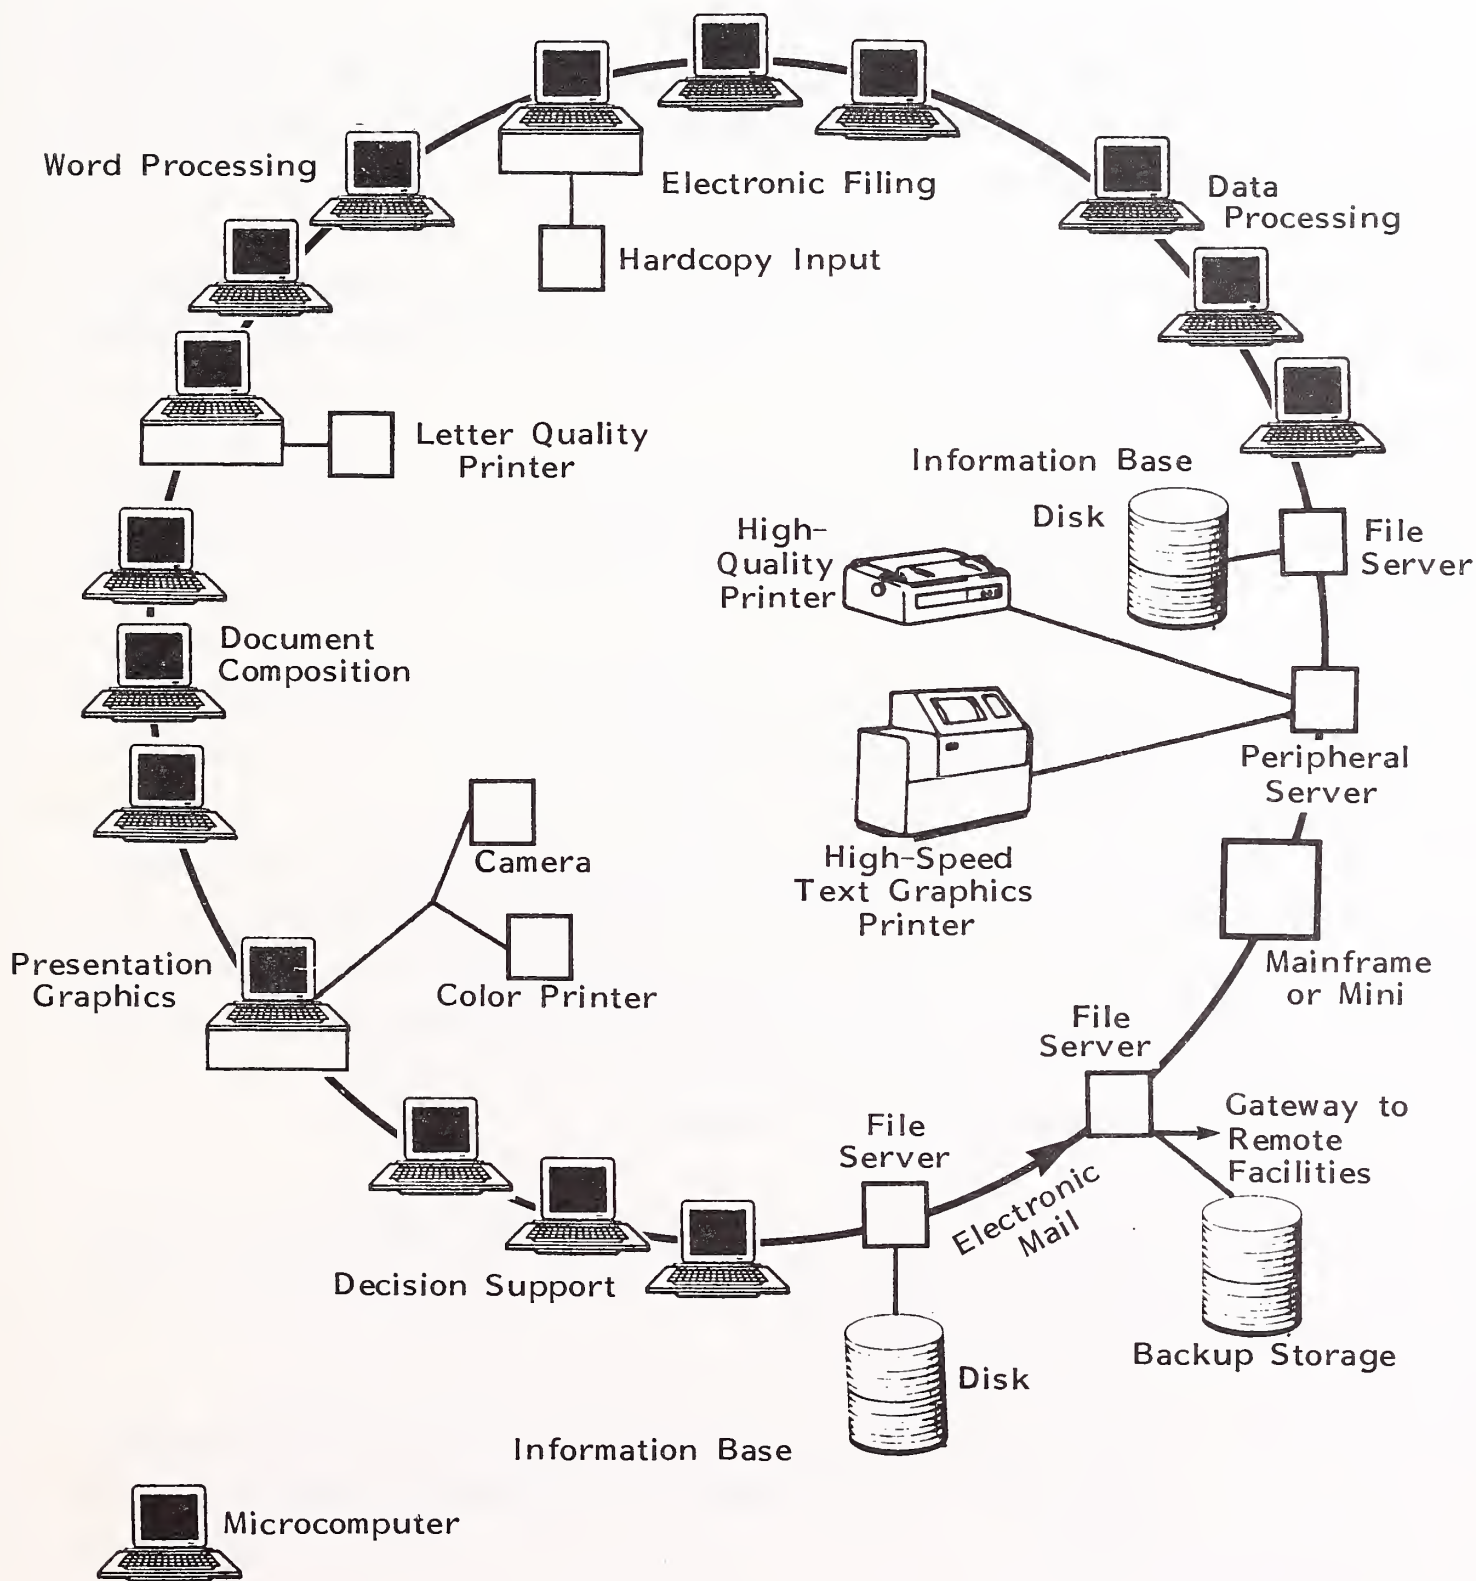 Word Processing
Electronic Filing
Data
Processing
Hardcopy Input
Letter Quality
Printer
Information Base
Disk
File
Server
High-
Quality
Printer
Document
Composition
Peripheral
Server
Camera
High-Speed
Text Graphics
Printer
Presentation
Graphics
Color Printer
Mainframe
or Mini
File
Server
Gateway to
Remote
Facilities
File
Server
Electronic
Mail
Decision Support
Backup Storage
Disk
Information Base
Microcomputer